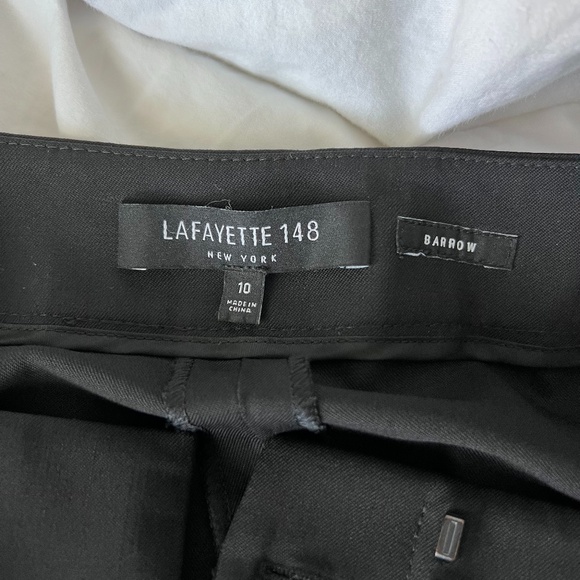 LAFAYETTE 148
NEW YORK
BARROW
10
MADE IN
CHINA